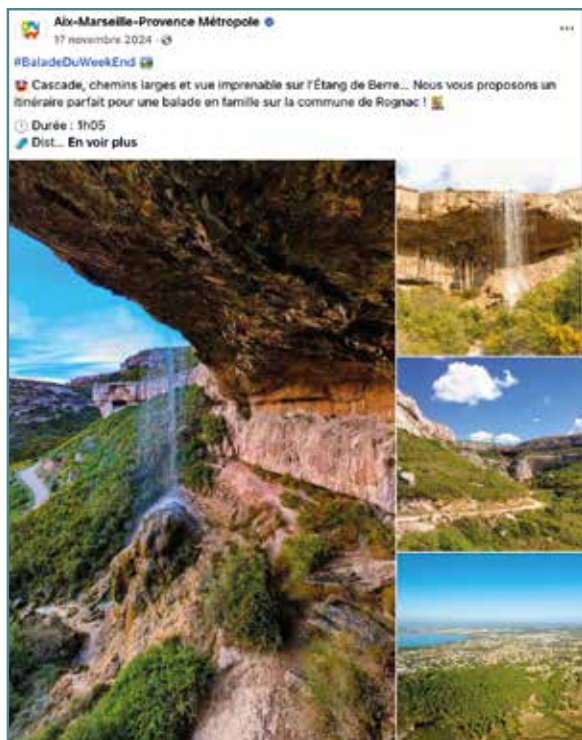 Aix-Marseille-Provence Métropole
17 novembre 2024 ·
#BaladeDuWeekEnd
Cascade, chemins larges et vue imprenable sur l'Étang de Berre... Nous vous proposons un
itinéraire parfait pour une balade en famille sur la commune de Rognac !
Durée : 1h05
Dist... En voir plus